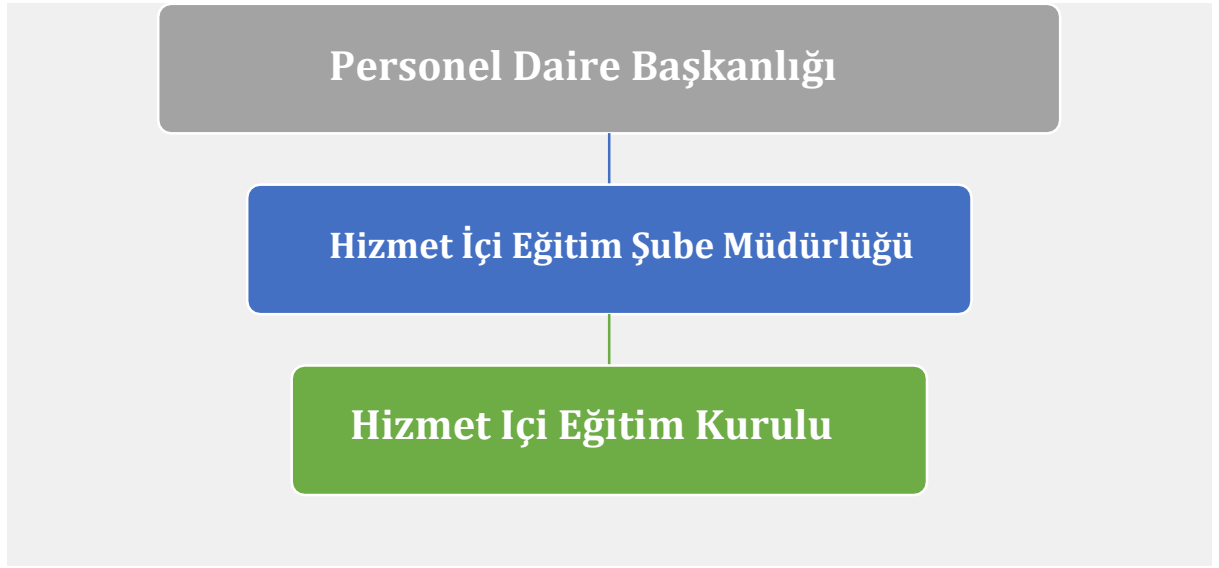 Personel Daire Başkanlığı
Hizmet İçi Eğitim Şube Müdürlüğü
Hizmet Içi Eğitim Kurulu